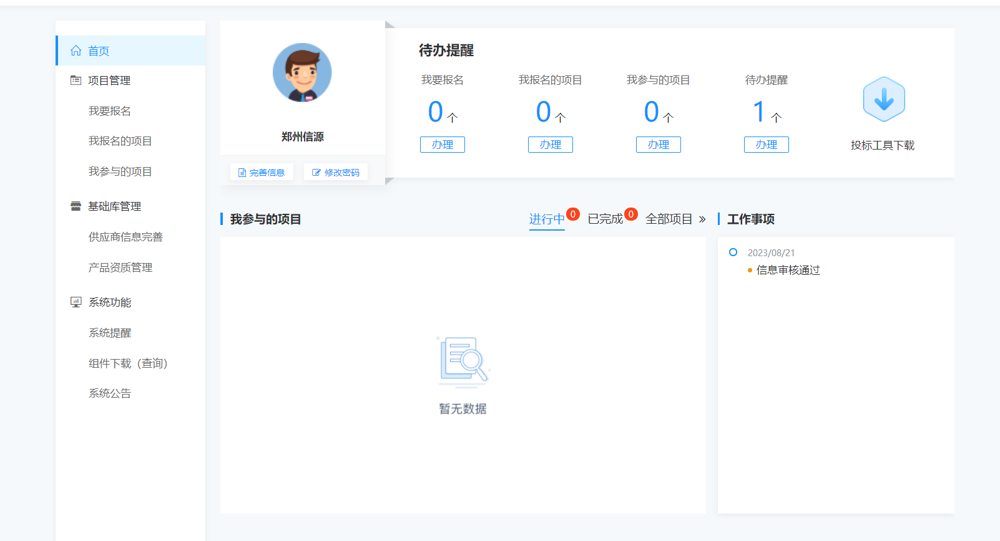 首页
项目管理
我要报名
我报名的项目
我参与的项目
基础库管理
供应商信息完善
产品资质管理
系统功能
系统提醒
组件下载（查询）
系统公告
郑州信源
完善信息
修改密码
待办提醒
我要报名
0 个
办理
我报名的项目
0 个
办理
我参与的项目
0 个
办理
待办提醒
1 个
办理
投标工具下载
我参与的项目
进行中 0 已完成 0 全部项目 »
暂无数据
工作事项
2023/08/21
信息审核通过